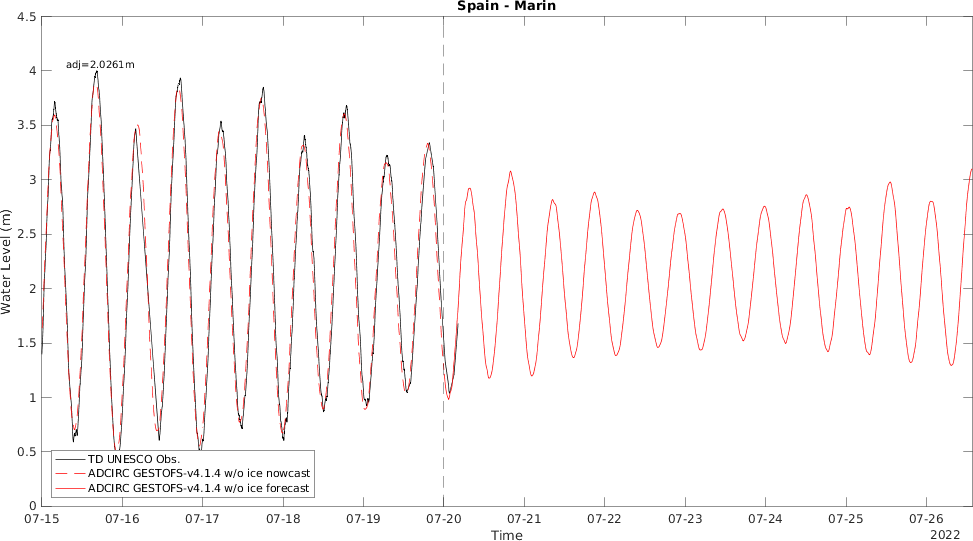 Spain - Marin
4.5
adj=2.0261m
4
3.5
3
2.5
2
1.5
1
0.5
0
Water Level (m)
TD UNESCO Obs.
ADCIRC GESTOFS-v4.1.4 w/o ice nowcast
ADCIRC GESTOFS-v4.1.4 w/o ice forecast
07-15 07-16 07-17 07-18 07-19 07-20 07-21 07-22 07-23 07-24 07-25 07-26
Time
2022